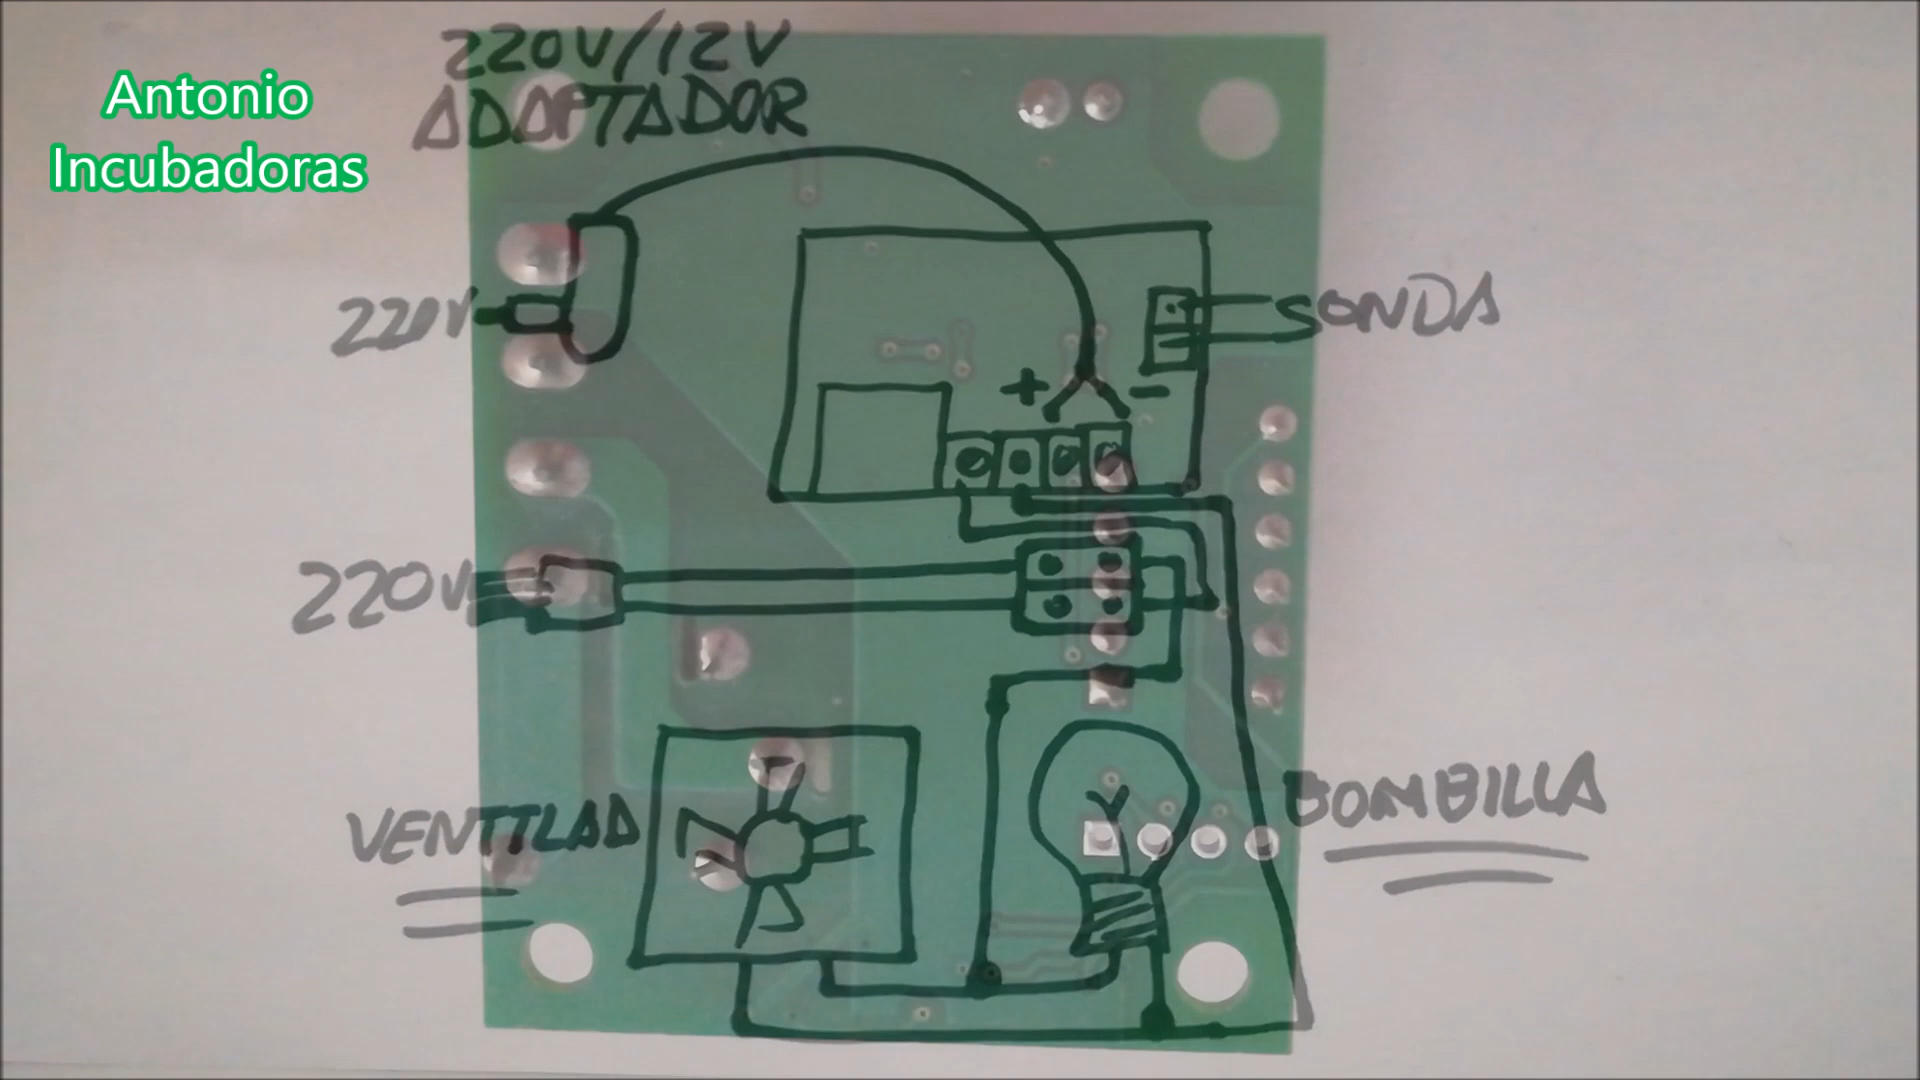 Antonio
Incubadoras
220V/12V
ADAPTADOR
220V
SONDA
+ -
220V
VENTILAD
BOMBILLA